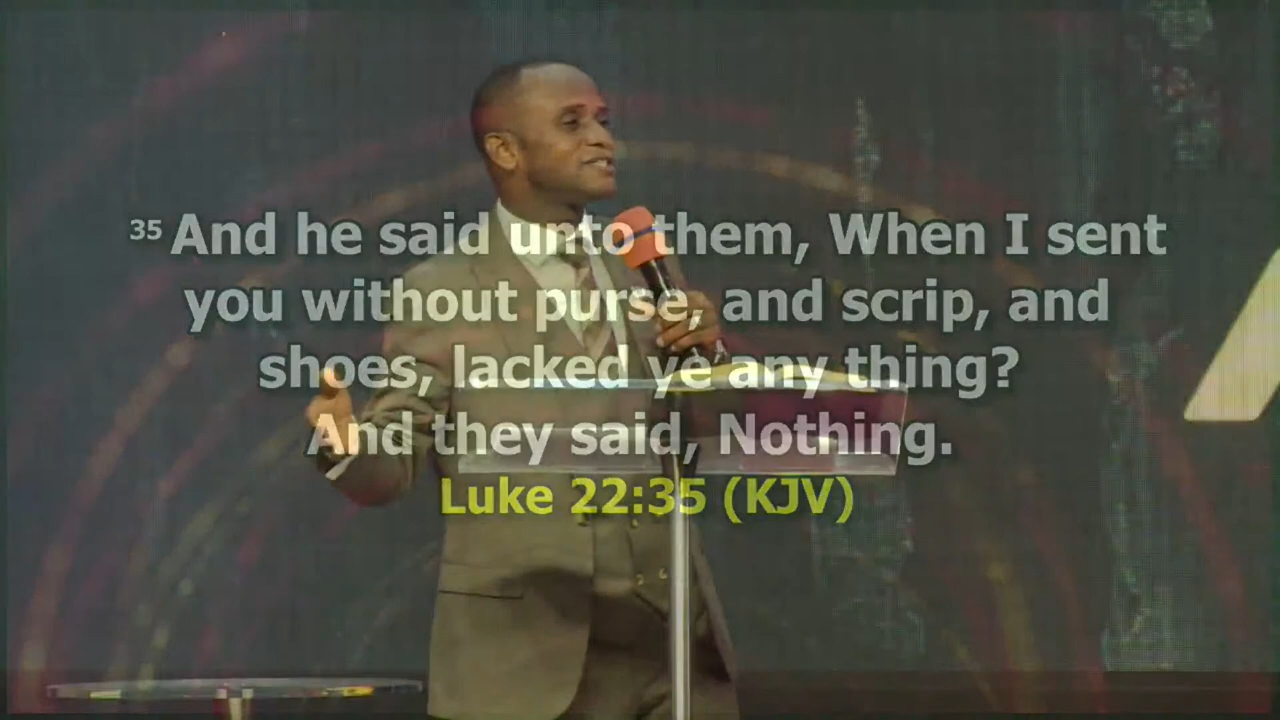 35 And he said unto them, When I sent
you without purse, and scrip, and
shoes, lacked ye any thing?
And they said, Nothing.
Luke 22:35 (KJV)